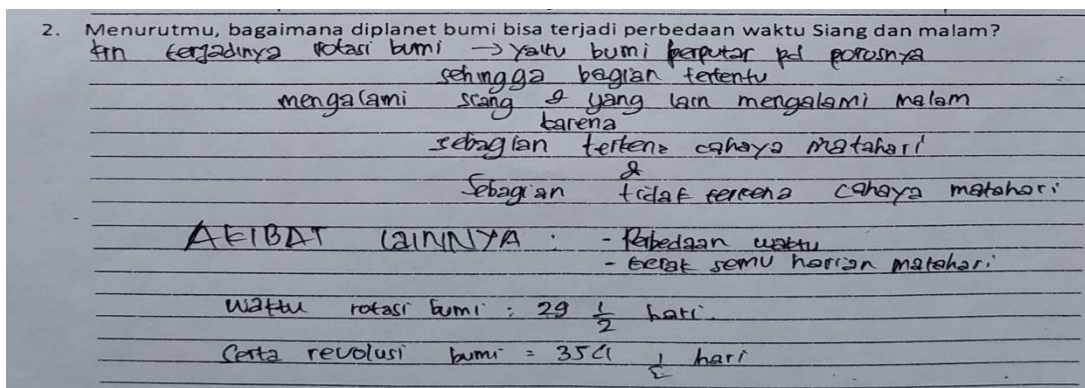 2. Menurutmu, bagaimana diplanet bumi bisa terjadi perbedaan waktu Siang dan malam?
krn terjadinya rotasi bumi → yaitu bumi berputar pd porosnya
sehingga bagian tertentu
mengalami siang & yang lain mengalami malam
karena
sebagian terkena cahaya matahari
&
Sebagian tidak terkena cahaya matahari
AKIBAT LAINNYA : - Perbedaan waktu
- Gerak semu harian matahari
Waktu rotasi bumi : 29 1/2 hari.
Serta revolusi bumi = 354 1/2 hari